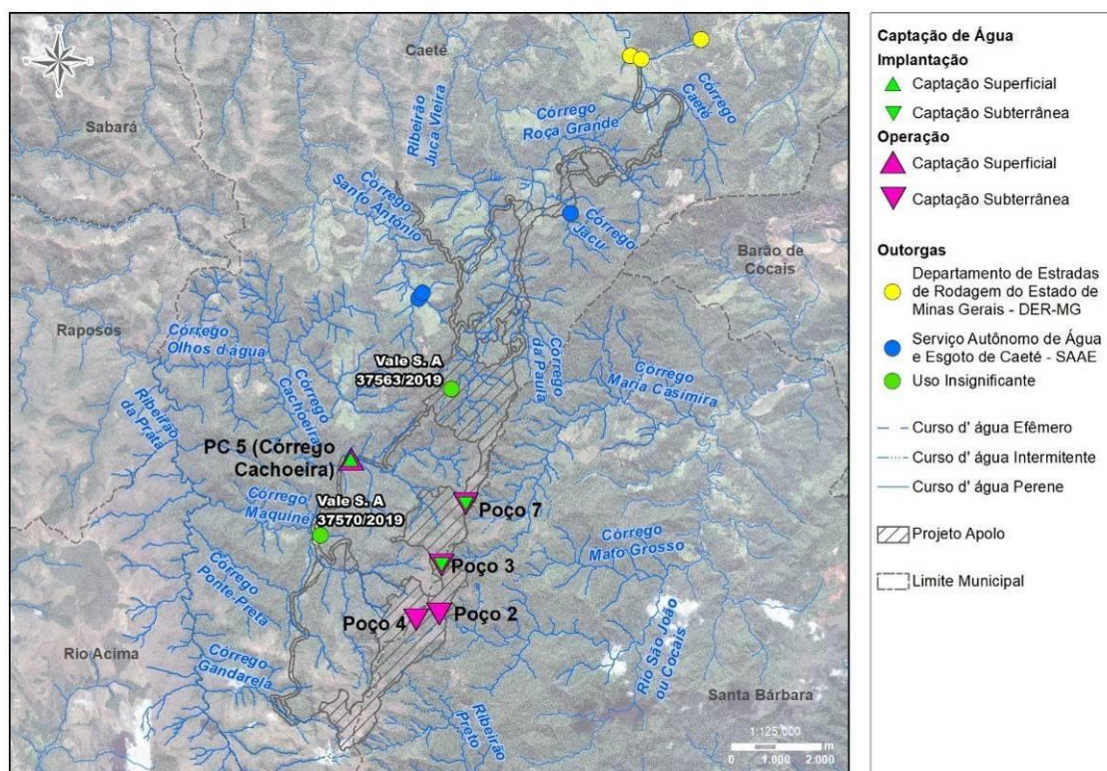 N
Caeté
Sabará
Ribeirão
Juca Vieira
Córrego
Roça Grande
Córrego
Caeté
Córrego
Santo Antônio
Córrego
Jacu
Barão de
Cocais
Raposos
Córrego
Olhos d'água
Vale S. A
37563/2019
Córrego
da Paula
Córrego
Maria Casimira
Ribeirão
da Prata
Córrego
Cachoeira
PC 5 (Córrego
Cachoeira)
Córrego
Maquiné
Vale S. A
37570/2019
Poço 7
Córrego
Mato Grosso
Poço 3
Córrego
Ponte-Preta
Poço 4
Poço 2
Rio Acima
Córrego
Gandarela
Rio São João
ou Cocais
Santa Bárbara
Ribeirão
Preto
1:125.000
m
0 1.000 2.000
Captação de Água
Implantação
Captação Superficial
Captação Subterrânea
Operação
Captação Superficial
Captação Subterrânea
Outorgas
Departamento de Estradas
de Rodagem do Estado de
Minas Gerais - DER-MG
Serviço Autônomo de Água
e Esgoto de Caeté - SAAE
Uso Insignificante
Curso d' água Efêmero
Curso d' água Intermitente
Curso d' água Perene
Projeto Apolo
Limite Municipal